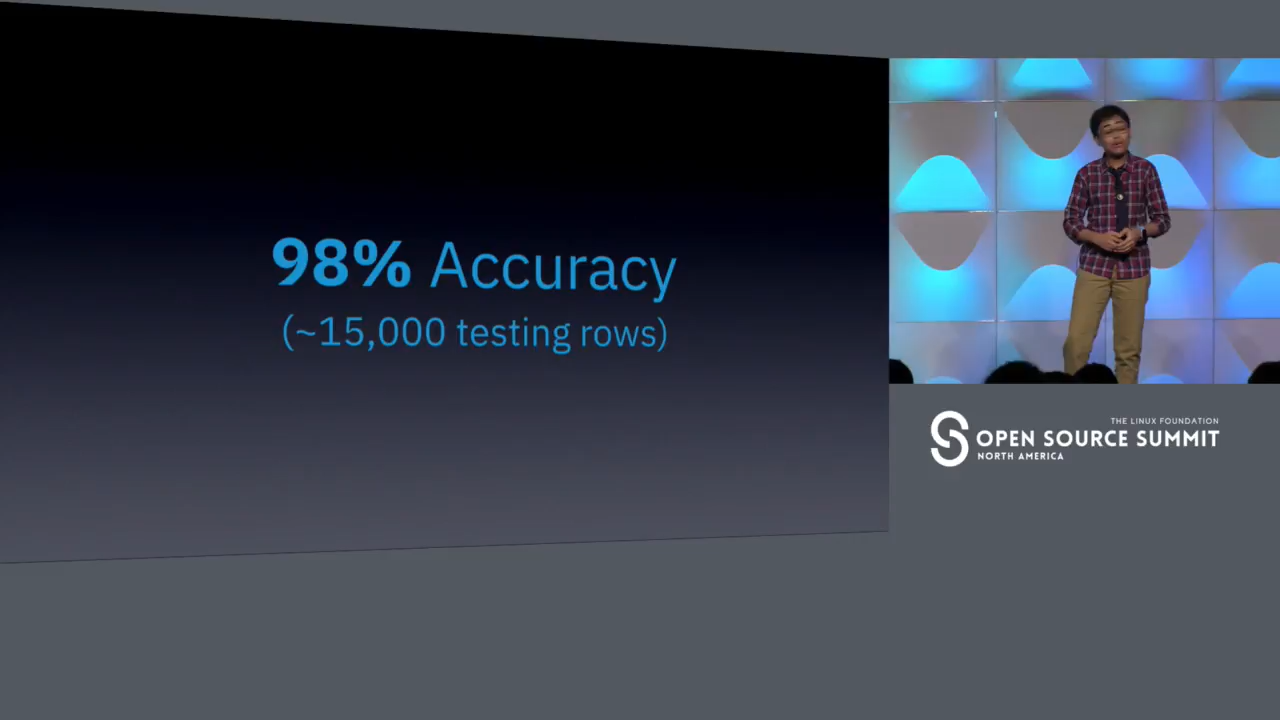 98% Accuracy
(~15,000 testing rows)
THE LINUX FOUNDATION
OPEN SOURCE SUMMIT
NORTH AMERICA